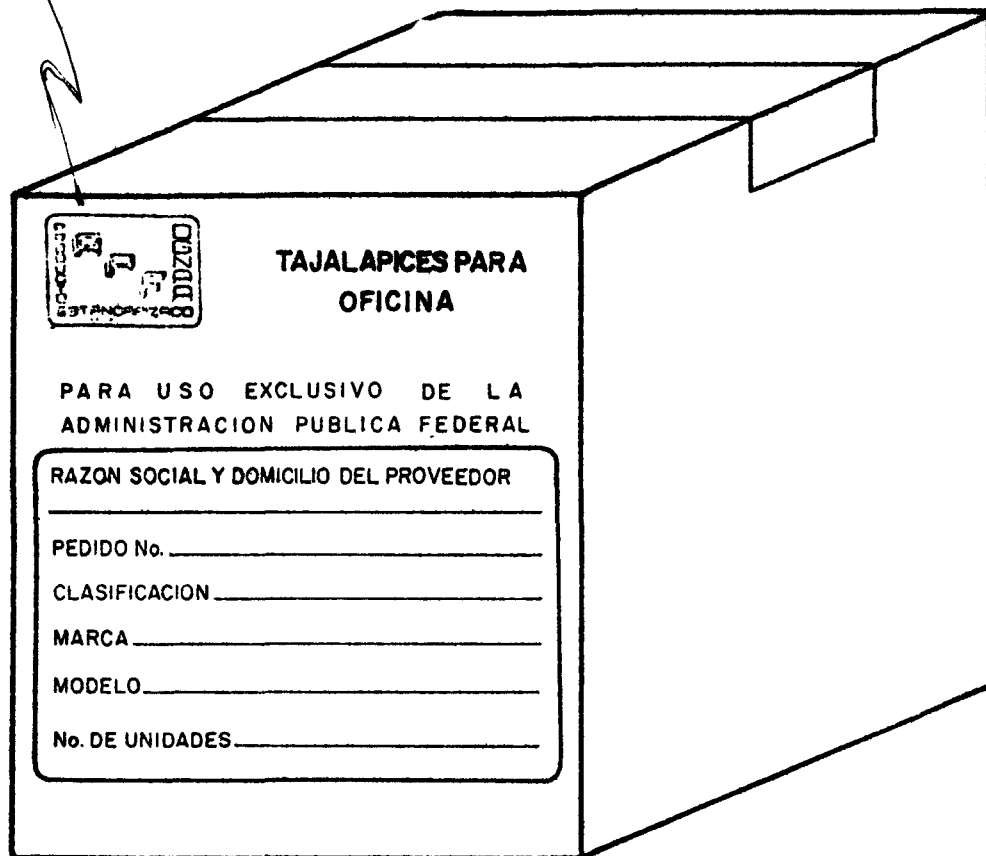 TAJALAPICES PARA
OFICINA
PARA USO EXCLUSIVO DE LA
ADMINISTRACION PUBLICA FEDERAL
RAZON SOCIAL Y DOMICILIO DEL PROVEEDOR
PEDIDO No.
CLASIFICACION
MARCA
MODELO
No. DE UNIDADES